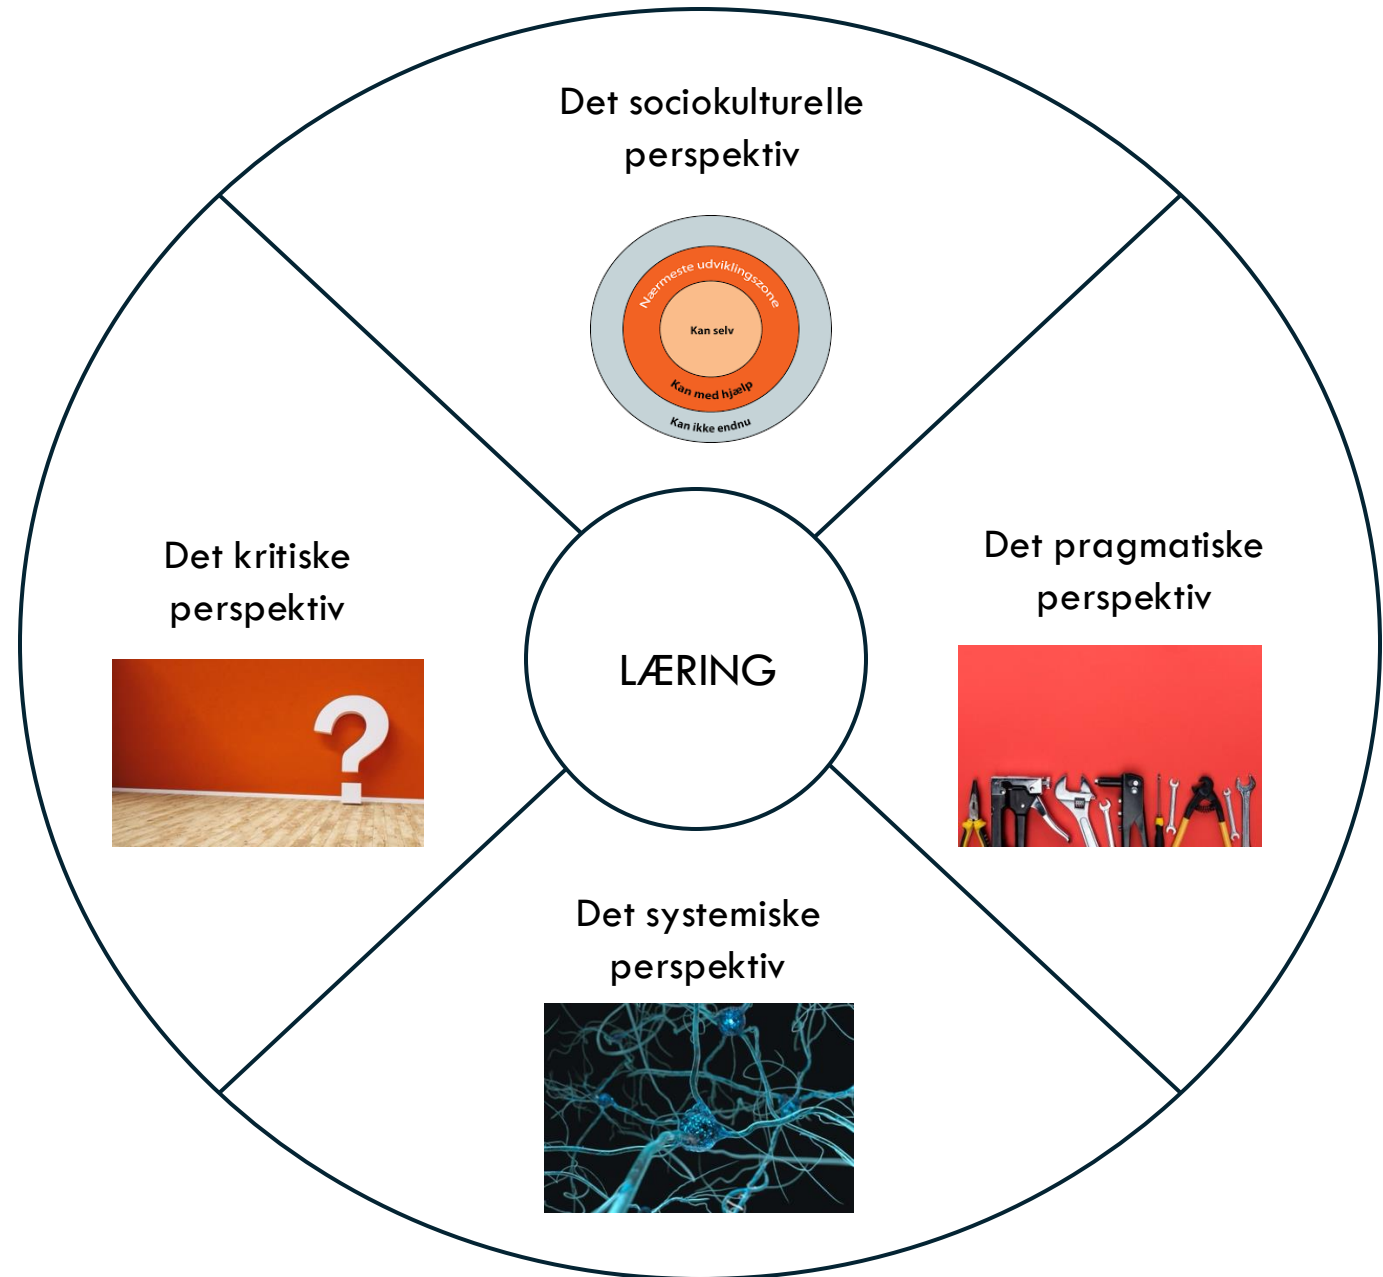 Det sociokulturelle
perspektiv
Nærmeste udviklingszone
Kan selv
Kan med hjælp
Kan ikke endnu
Det kritiske
perspektiv
Det pragmatiske
perspektiv
LÆRING
Det systemiske
perspektiv